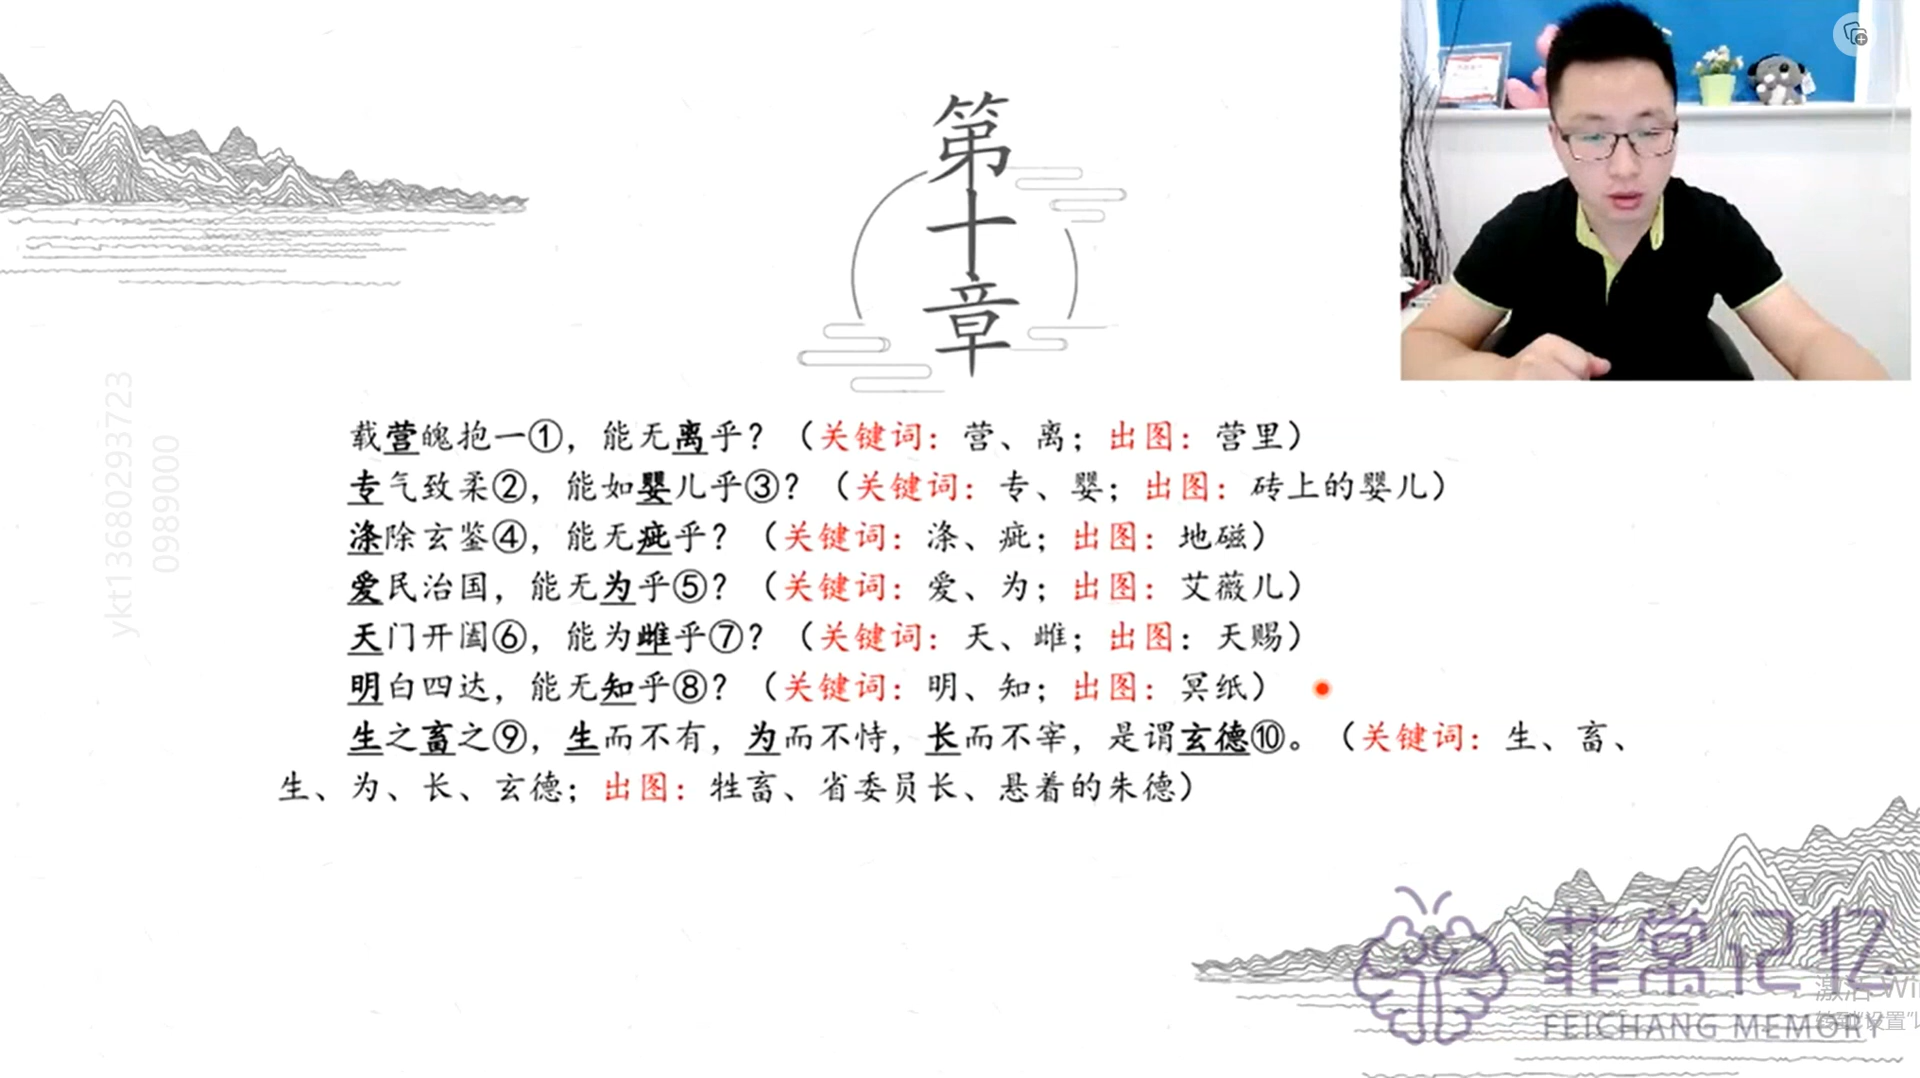 第十章
载营魄抱一①，能无离乎？（关键词：营、离；出图：营里）
专气致柔②，能如婴儿乎③？（关键词：专、婴；出图：砖上的婴儿）
涤除玄鉴④，能无疵乎？（关键词：涤、疵；出图：地磁）
爱民治国，能无为乎⑤？（关键词：爱、为；出图：艾薇儿）
天门开阖⑥，能为雌乎⑦？（关键词：天、雌；出图：天赐）
明白四达，能无知乎⑧？（关键词：明、知；出图：冥纸）
生之畜之⑨，生而不有，为而不恃，长而不宰，是谓玄德⑩。（关键词：生、畜、
生、为、长、玄德；出图：牲畜、省委员长、悬着的朱德）
ykt13680293723
0989000
菲常记忆
FEICHANG MEMORY
激活 Wi